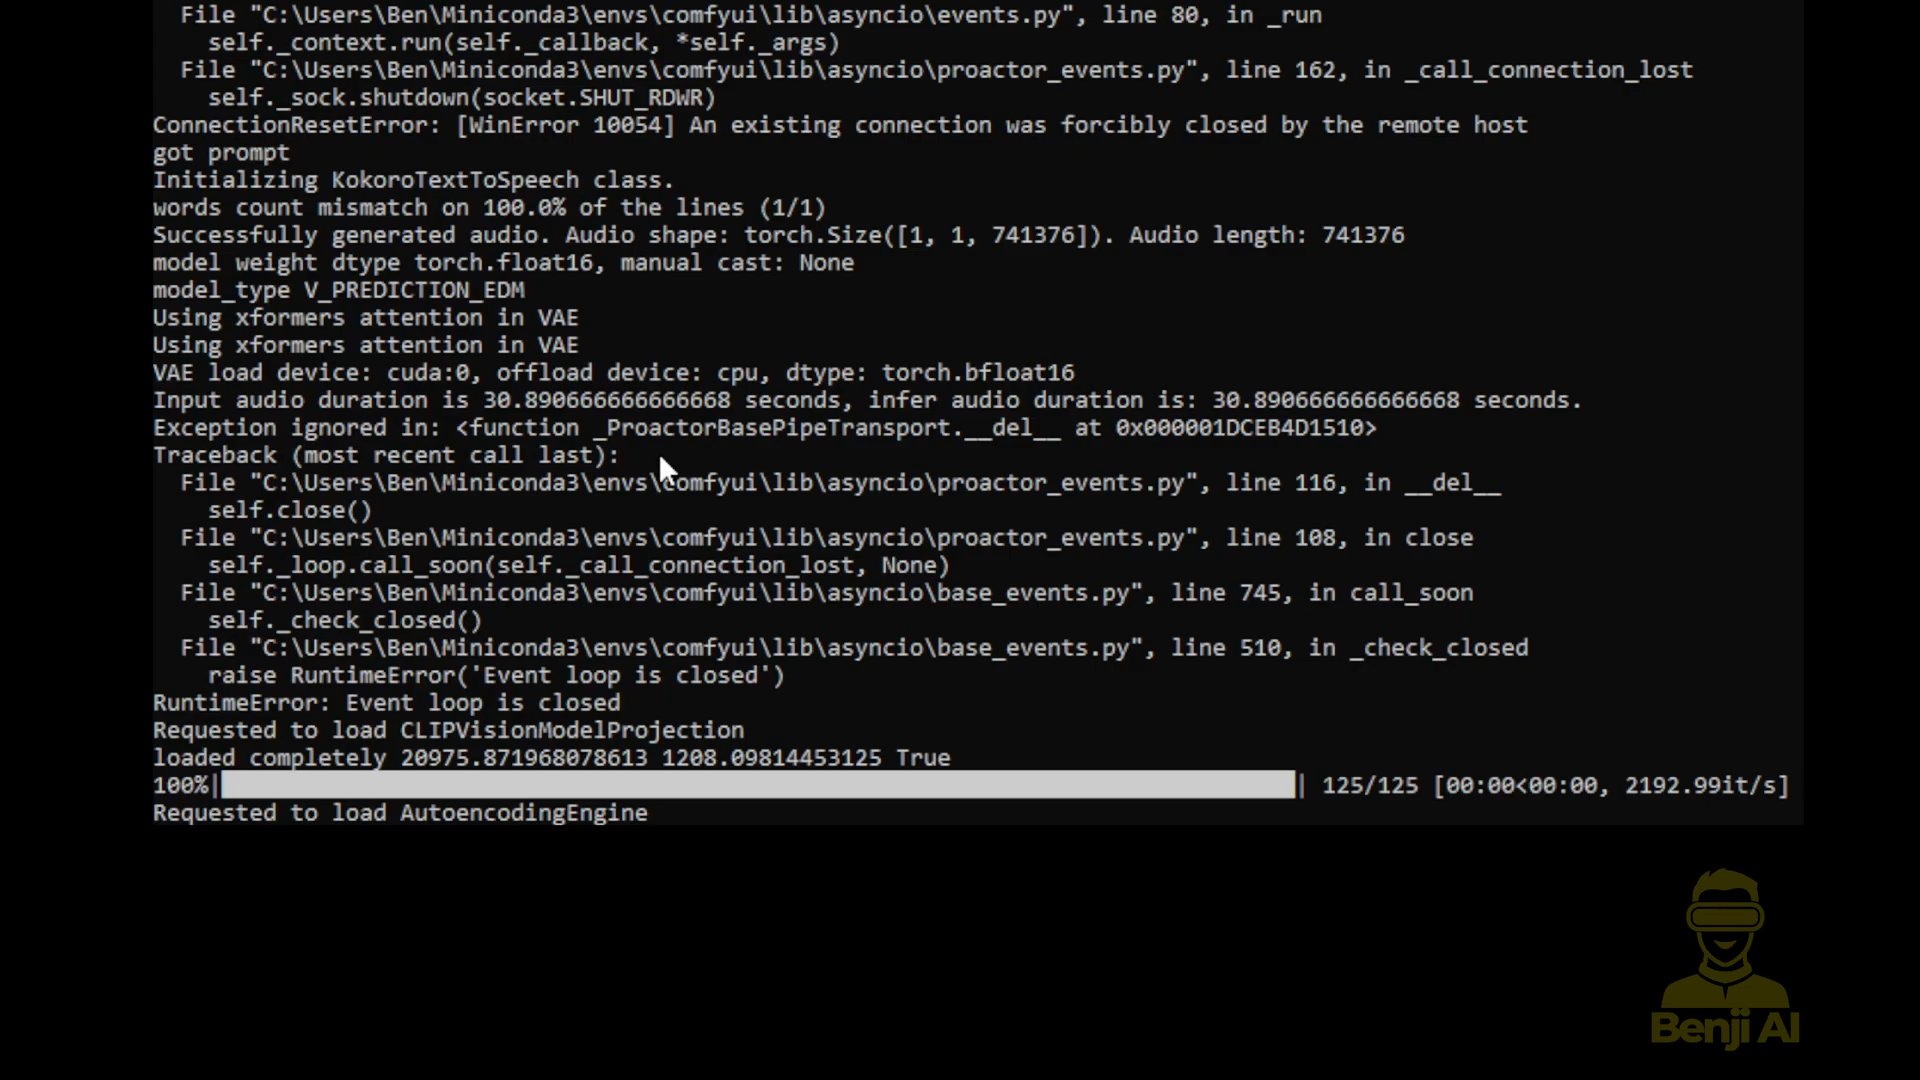 File "C:\Users\Ben\Miniconda3\envs\comfyui\lib\asyncio\events.py", line 80, in _run
self._context.run(self._callback, *self._args)
File "C:\Users\Ben\Miniconda3\envs\comfyui\lib\asyncio\proactor_events.py", line 162, in _call_connection_lost
self._sock.shutdown(socket.SHUT_RDWR)
ConnectionResetError: [WinError 10054] An existing connection was forcibly closed by the remote host
got prompt
Initializing KokoroTextToSpeech class.
words count mismatch on 100.0% of the lines (1/1)
Successfully generated audio. Audio shape: torch.Size([1, 1, 741376]). Audio length: 741376
model weight dtype torch.float16, manual cast: None
model_type V_PREDICTION_EDM
Using xformers attention in VAE
Using xformers attention in VAE
VAE load device: cuda:0, offload device: cpu, dtype: torch.bfloat16
Input audio duration is 30.890666666666668 seconds, infer audio duration is: 30.890666666666668 seconds.
Exception ignored in: <function _ProactorBasePipeTransport.__del__ at 0x000001DCEB4D1510>
Traceback (most recent call last):
File "C:\Users\Ben\Miniconda3\envs\comfyui\lib\asyncio\proactor_events.py", line 116, in __del__
self.close()
File "C:\Users\Ben\Miniconda3\envs\comfyui\lib\asyncio\proactor_events.py", line 108, in close
self._loop.call_soon(self._call_connection_lost, None)
File "C:\Users\Ben\Miniconda3\envs\comfyui\lib\asyncio\base_events.py", line 745, in call_soon
self._check_closed()
File "C:\Users\Ben\Miniconda3\envs\comfyui\lib\asyncio\base_events.py", line 510, in _check_closed
raise RuntimeError('Event loop is closed')
RuntimeError: Event loop is closed
Requested to load CLIPVisionModelProjection
loaded completely 20975.871968078613 1208.09814453125 True
100%| | 125/125 [00:00<00:00, 2192.99it/s]
Requested to load AutoencodingEngine
Benji AI